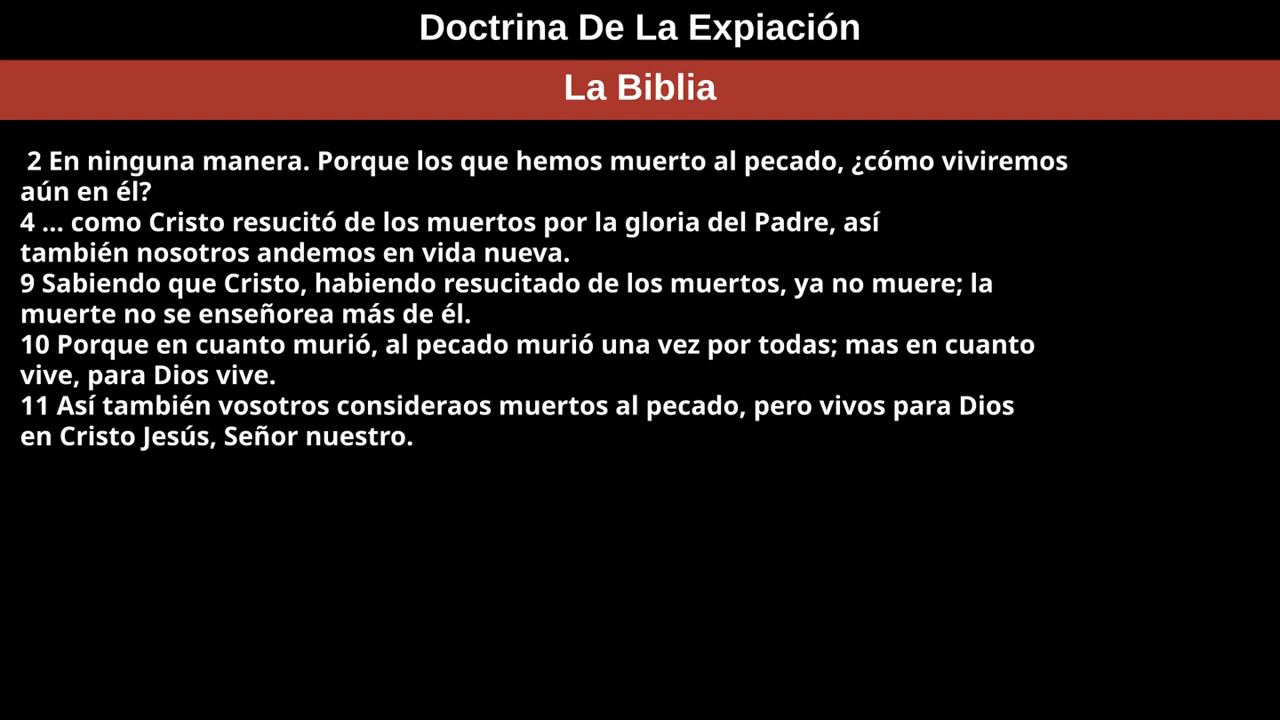 Doctrina De La Expiación
La Biblia
2 En ninguna manera. Porque los que hemos muerto al pecado, ¿cómo viviremos
aún en él?
4 ... como Cristo resucitó de los muertos por la gloria del Padre, así
también nosotros andemos en vida nueva.
9 Sabiendo que Cristo, habiendo resucitado de los muertos, ya no muere; la
muerte no se enseñorea más de él.
10 Porque en cuanto murió, al pecado murió una vez por todas; mas en cuanto
vive, para Dios vive.
11 Así también vosotros consideraos muertos al pecado, pero vivos para Dios
en Cristo Jesús, Señor nuestro.